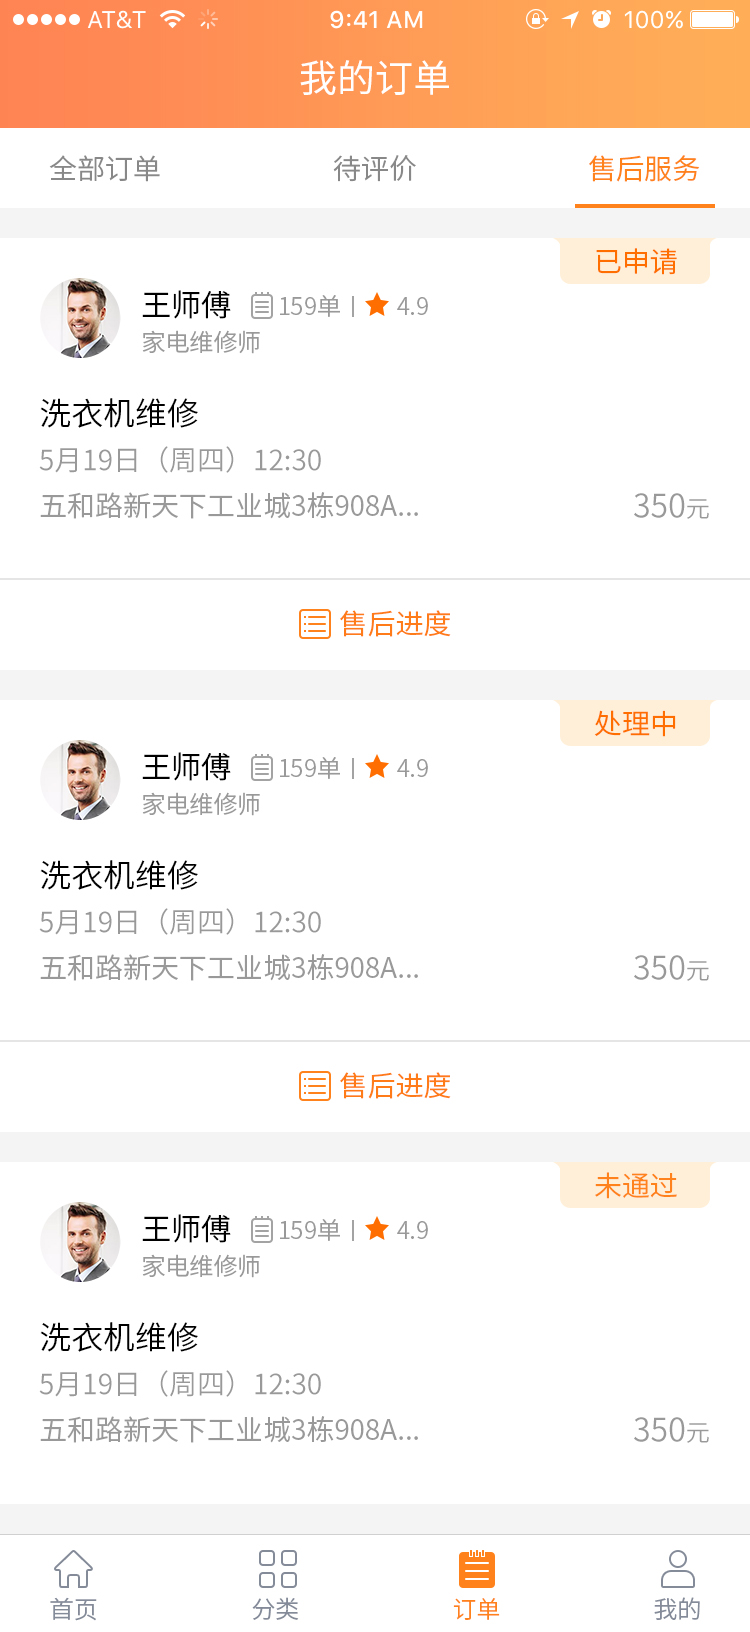 AT&T 9:41 AM 100%
我的订单
全部订单 待评价 售后服务
已申请
王师傅 159单 | 4.9
家电维修师
洗衣机维修
5月19日（周四）12:30
五和路新天下工业城3栋908A... 350元
售后进度
处理中
王师傅 159单 | 4.9
家电维修师
洗衣机维修
5月19日（周四）12:30
五和路新天下工业城3栋908A... 350元
售后进度
未通过
王师傅 159单 | 4.9
家电维修师
洗衣机维修
5月19日（周四）12:30
五和路新天下工业城3栋908A... 350元
首页 分类 订单 我的